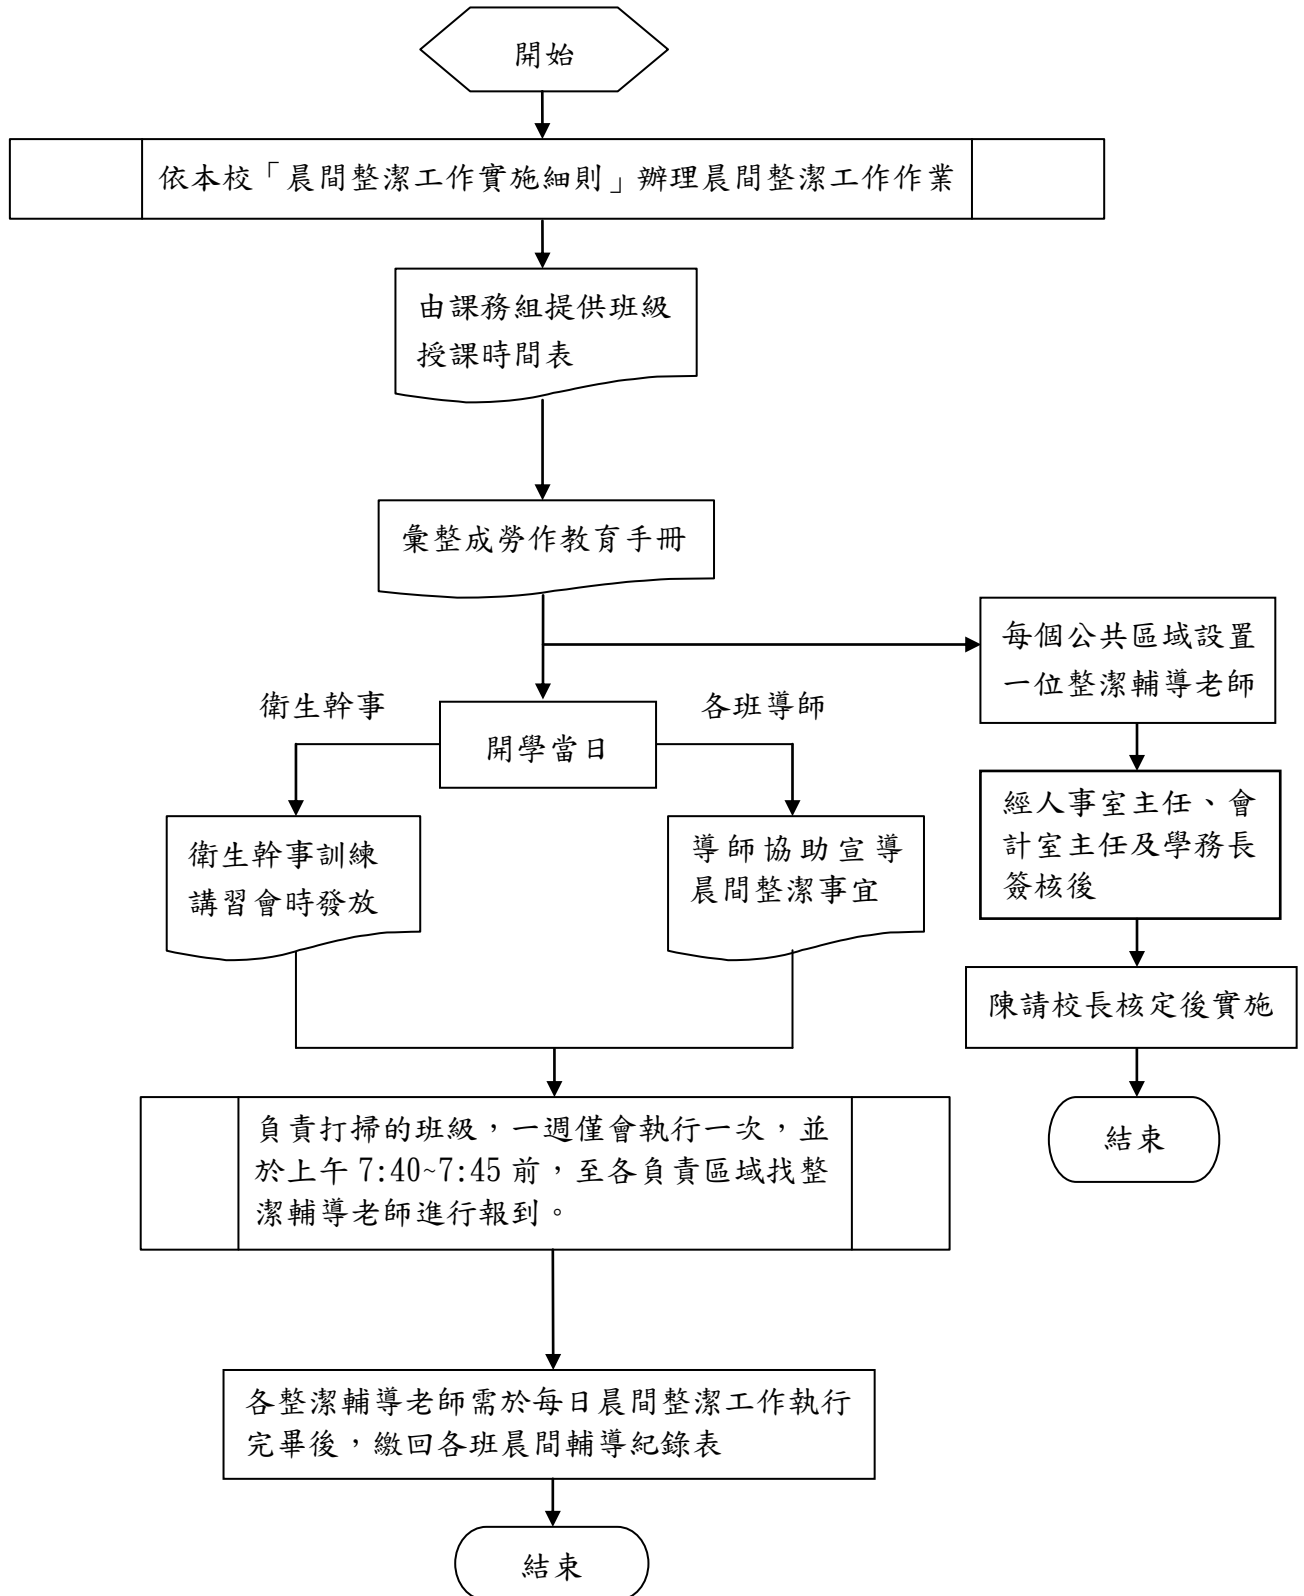 開始
依本校「晨間整潔工作實施細則」辦理晨間整潔工作作業
由課務組提供班級
授課時間表
彙整成勞作教育手冊
每個公共區域設置
一位整潔輔導老師
衛生幹事
開學當日
各班導師
經人事室主任、會
計室主任及學務長
簽核後
衛生幹事訓練
講習會時發放
導師協助宣導
晨間整潔事宜
陳請校長核定後實施
結束
負責打掃的班級，一週僅會執行一次，並
於上午 7:40~7:45 前，至各負責區域找整
潔輔導老師進行報到。
各整潔輔導老師需於每日晨間整潔工作執行
完畢後，繳回各班晨間輔導紀錄表
結束